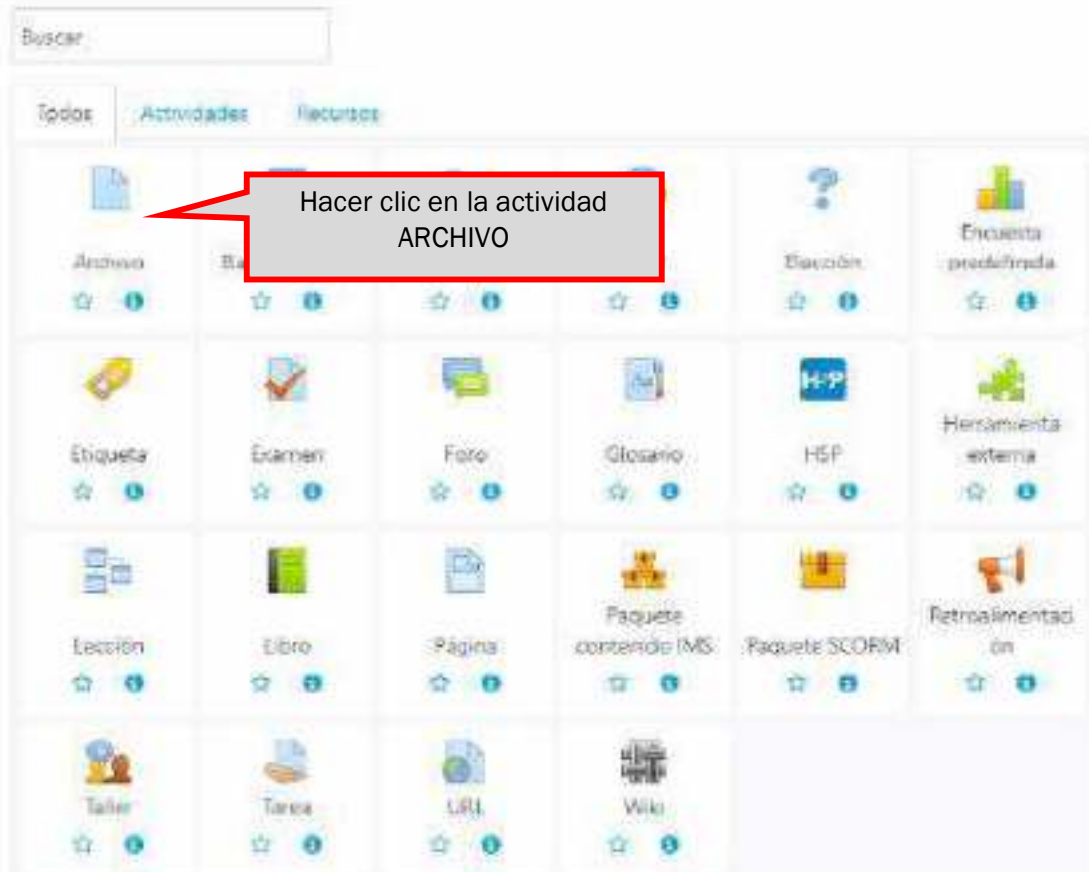 Buscar
Todos Actividades Recursos
Hacer clic en la actividad
ARCHIVO
Archivo
Elección
Encuesta
predefinida
Etiqueta
Examen
Foro
Glosario
H5P
Herramienta
externa
Lección
Libro
Página
Paquete
contenido IMS
Paquete SCORM
Retroalimentaci
ón
Taller
Tarea
URL
Wiki